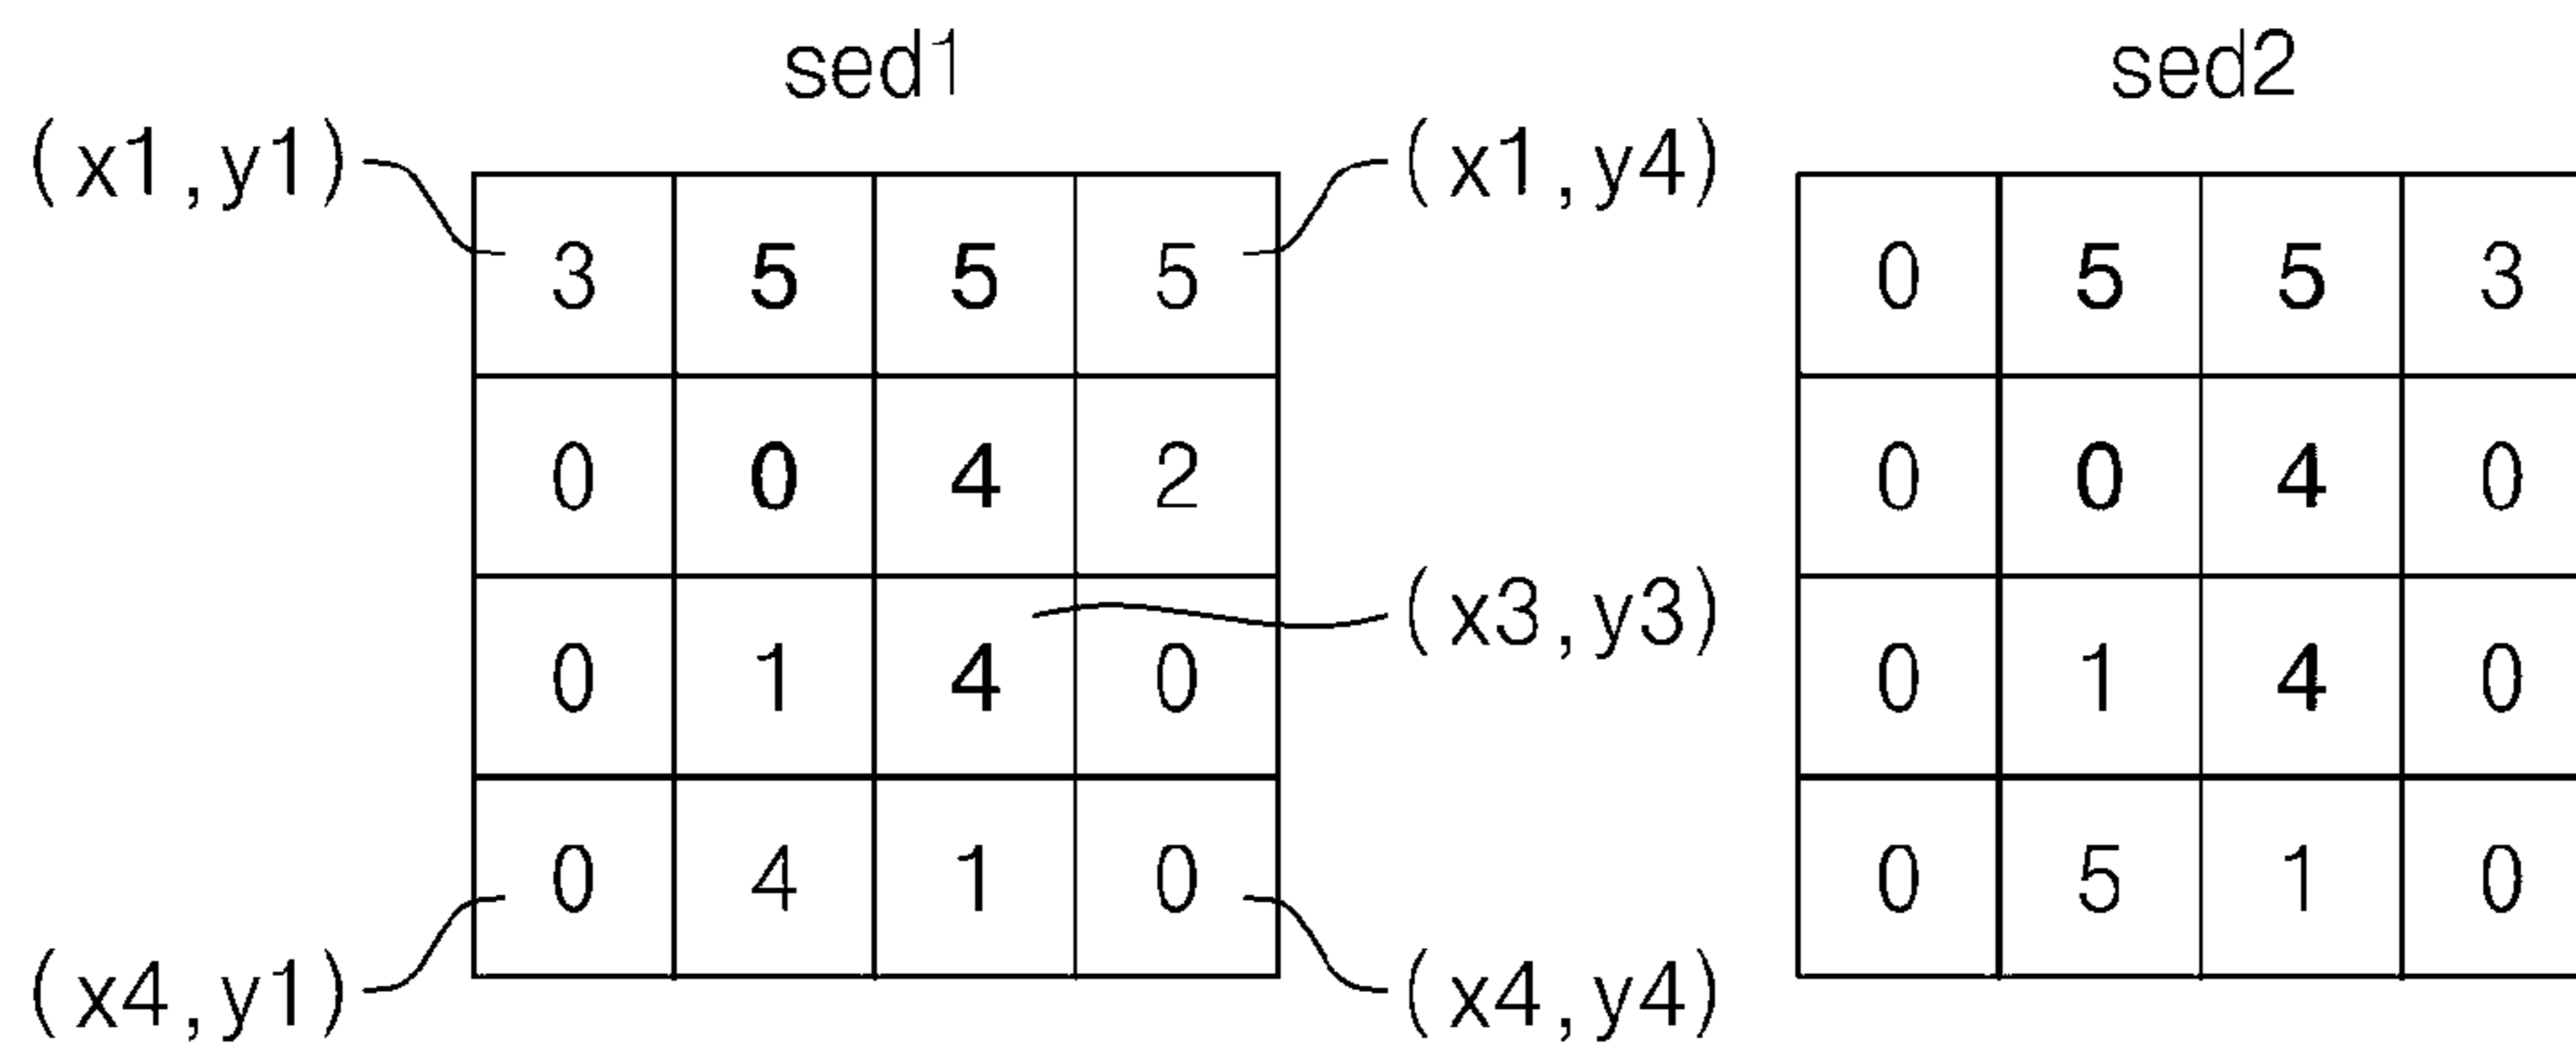 sed1 sed2
(x1,y1) (x1,y4)
3 5 5 5 0 5 5 3
0 0 4 2 0 0 4 0
(x3,y3)
0 1 4 0 0 1 4 0
0 4 1 0 0 5 1 0
(x4,y1) (x4,y4)